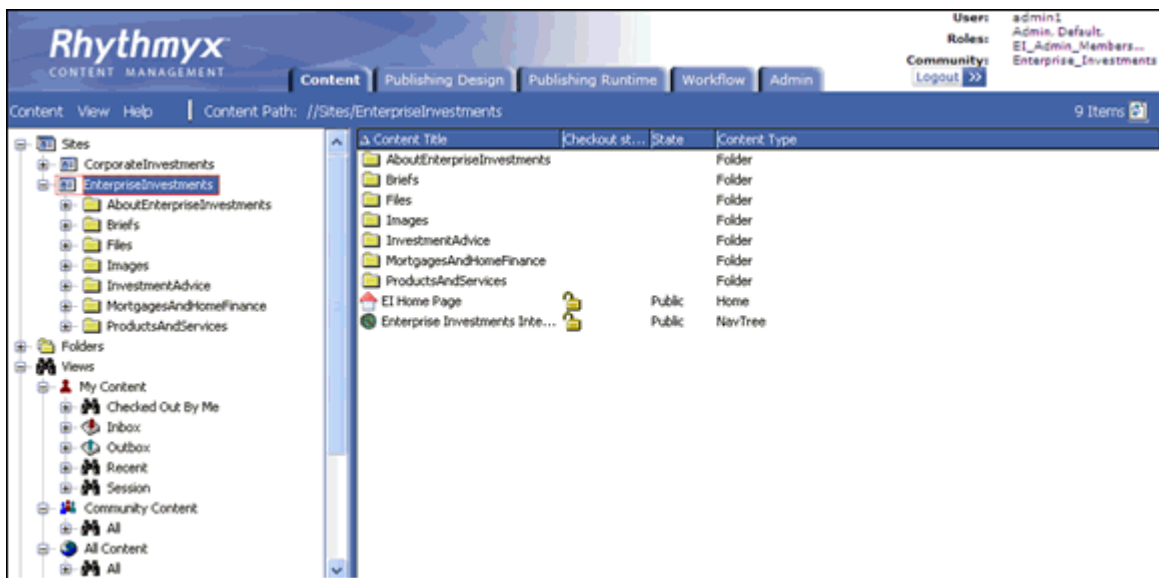 User: admin1
Roles: Admin, Default,
EI_Admin_Members...
Community: Enterprise_Investments
Logout >>
Rhythmyx
CONTENT MANAGEMENT
Content Publishing Design Publishing Runtime Workflow Admin
Content View Help Content Path: //Sites/EnterpriseInvestments 9 Items
Sites
CorporateInvestments
EnterpriseInvestments
AboutEnterpriseInvestments
Briefs
Files
Images
InvestmentAdvice
MortgagesAndHomeFinance
ProductsAndServices
Folders
Views
My Content
Checked Out By Me
Inbox
Outbox
Recent
Session
Community Content
All
All Content
All
Content Title Checkout st... State Content Type
AboutEnterpriseInvestments Folder
Briefs Folder
Files Folder
Images Folder
InvestmentAdvice Folder
MortgagesAndHomeFinance Folder
ProductsAndServices Folder
EI Home Page Public Home
Enterprise Investments Inte... Public NavTree